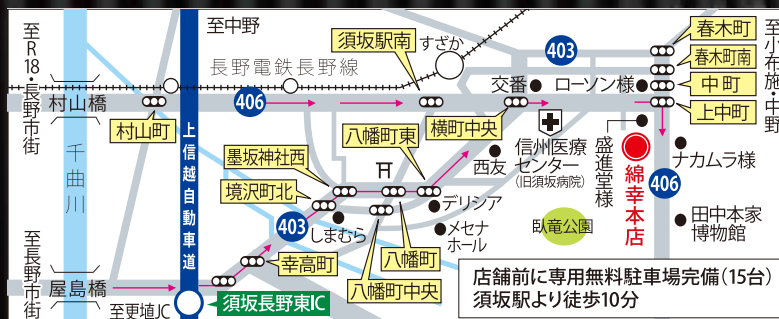 至R18・長野市街
至中野
須坂駅南
すざか
403
春木町
春木町南
中町
上中町
至小布施・中野
長野電鉄長野線
村山橋
村山町
406
交番
ローソン様
横町中央
千曲川
上信越自動車道
八幡町東
墨坂神社西
境沢町北
西友
信州医療
センター
(旧須坂病院)
盛進堂様
綿幸本店
ナカムラ様
406
403
しまむら
デリシア
メセナ
ホール
臥竜公園
田中本家
博物館
幸高町
八幡町
八幡町中央
至長野市街
屋島橋
至更埴JC
須坂長野東IC
店舗前に専用無料駐車場完備(15台)
須坂駅より徒歩10分